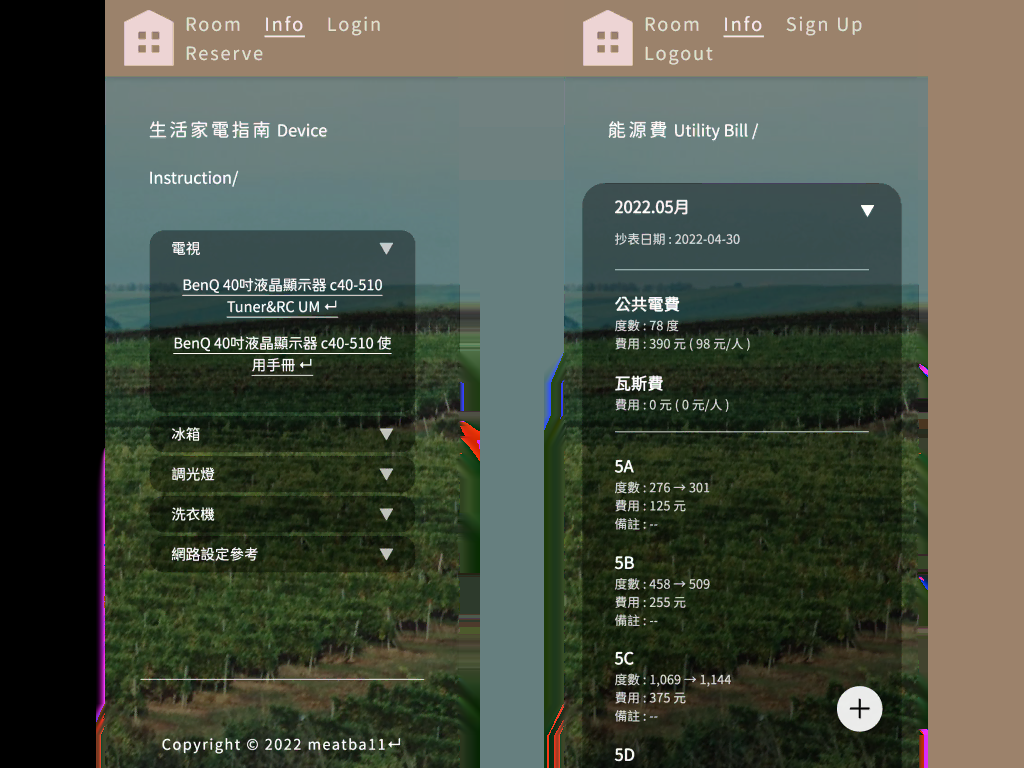 Room Info Login
Reserve
生活家電指南 Device
Instruction/
電視
BenQ 40吋液晶顯示器 c40-510
Tuner&RC UM ↵
BenQ 40吋液晶顯示器 c40-510 使
用手冊 ↵
冰箱
調光燈
洗衣機
網路設定參考
Copyright © 2022 meatba11↵
Room Info Sign Up
Logout
能源費 Utility Bill /
2022.05月
抄表日期 : 2022-04-30
公共電費
度數 : 78 度
費用 : 390 元 ( 98 元/人 )
瓦斯費
費用 : 0 元 ( 0 元/人 )
5A
度數 : 276 → 301
費用 : 125 元
備註 : --
5B
度數 : 458 → 509
費用 : 255 元
備註 : --
5C
度數 : 1,069 → 1,144
費用 : 375 元
備註 : --
5D